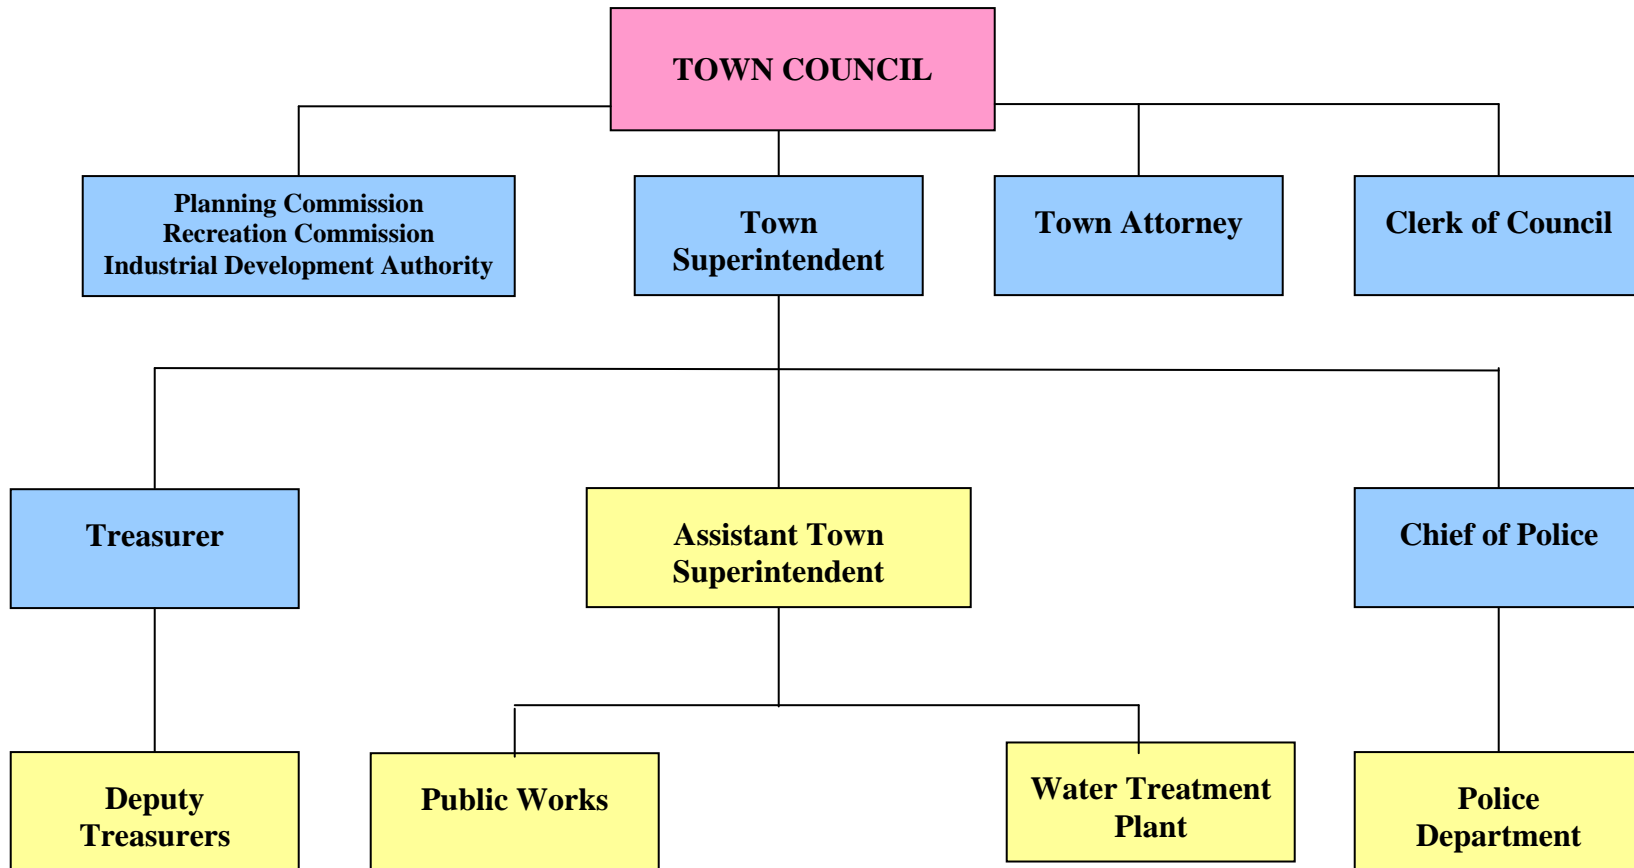 TOWN COUNCIL
Planning Commission
Recreation Commission
Industrial Development Authority
Town
Superintendent
Town Attorney
Clerk of Council
Treasurer
Assistant Town
Superintendent
Chief of Police
Deputy
Treasurers
Public Works
Water Treatment
Plant
Police
Department